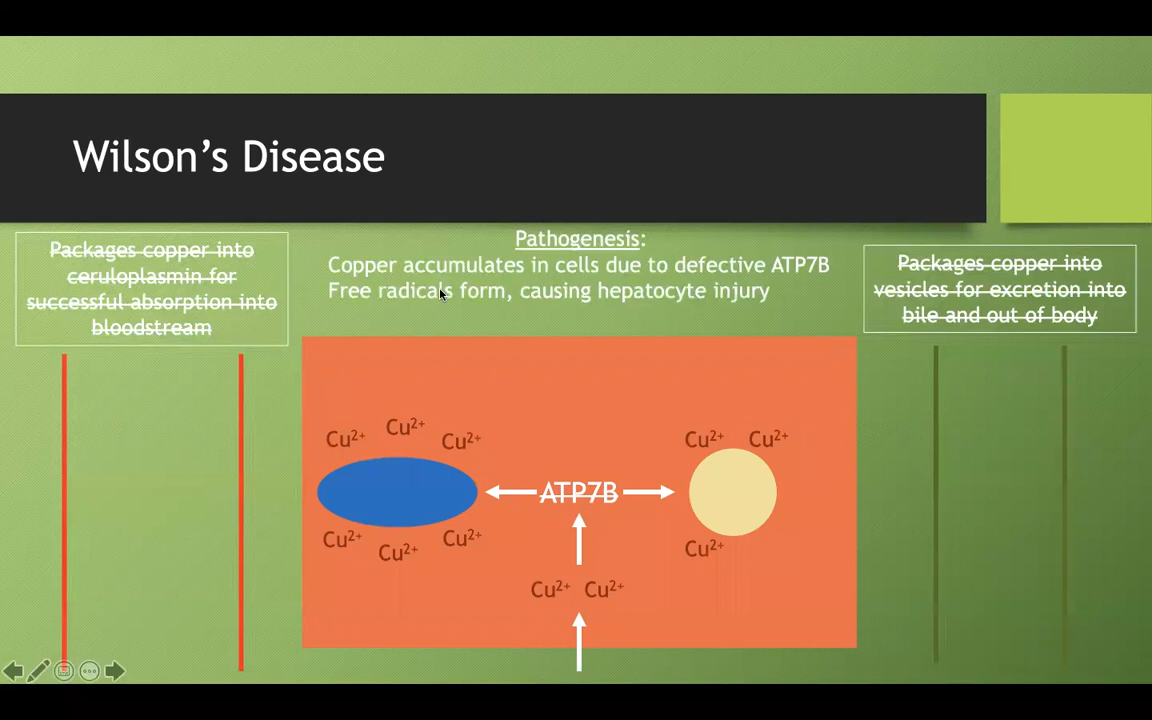 Wilson's Disease
Packages copper into
ceruloplasmin for
successful absorption into
bloodstream
Pathogenesis:
Copper accumulates in cells due to defective ATP7B
Free radicals form, causing hepatocyte injury
Packages copper into
vesicles for excretion into
bile and out of body
Cu²⁺ Cu²⁺ Cu²⁺
Cu²⁺ Cu²⁺
ATP7B
Cu²⁺ Cu²⁺ Cu²⁺
Cu²⁺
Cu²⁺ Cu²⁺